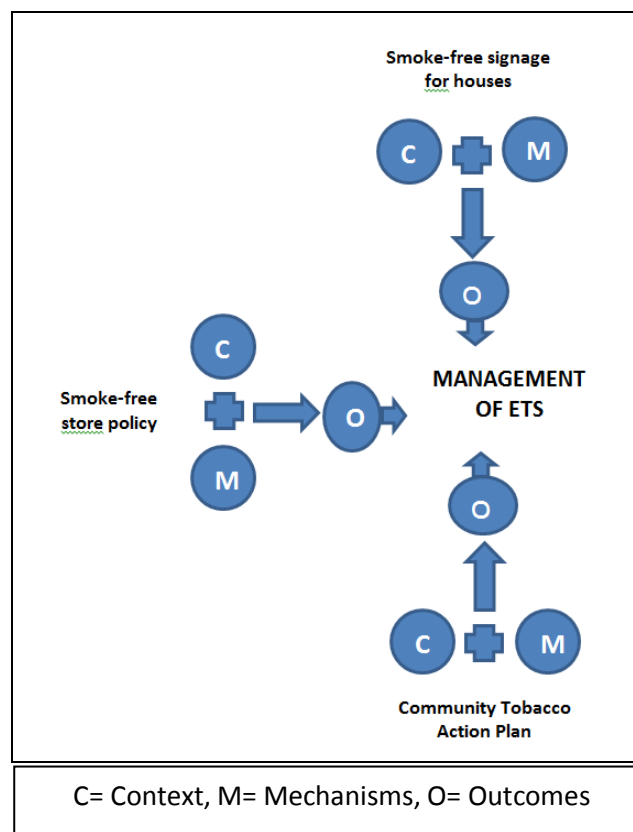 Smoke-free signage
for houses
C
M
O
C
Smoke-free
store policy
O
M
MANAGEMENT
OF ETS
O
C
M
Community Tobacco
Action Plan
C= Context, M= Mechanisms, O= Outcomes